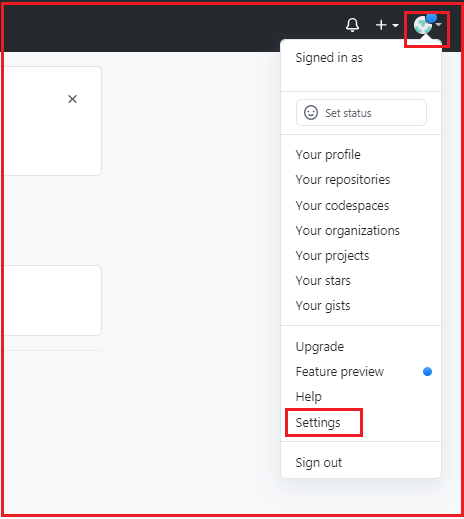 Signed in as
Set status
Your profile
Your repositories
Your codespaces
Your organizations
Your projects
Your stars
Your gists
Upgrade
Feature preview
Help
Settings
Sign out